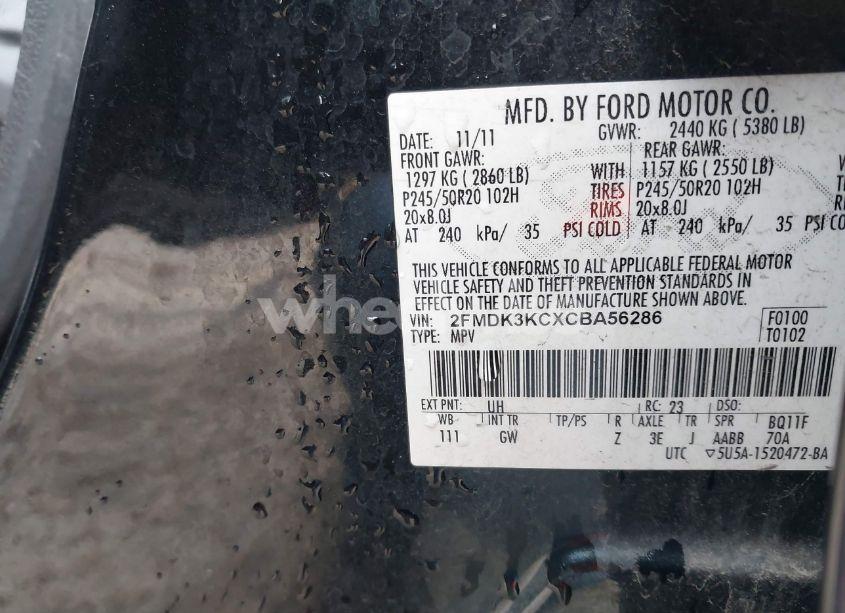 MFD. BY FORD MOTOR CO.
DATE: 11/11 GVWR: 2440 KG ( 5380 LB)
FRONT GAWR: REAR GAWR:
1297 KG ( 2860 LB) WITH 1157 KG ( 2550 LB)
P245/50R20 102H TIRES P245/50R20 102H
20x8.0J RIMS 20x8.0J
AT 240 kPa/ 35 PSI COLD AT 240 kPa/ 35 PSI CO
THIS VEHICLE CONFORMS TO ALL APPLICABLE FEDERAL MOTOR
VEHICLE SAFETY AND THEFT PREVENTION STANDARDS IN
EFFECT ON THE DATE OF MANUFACTURE SHOWN ABOVE.
VIN: 2FMDK3KCXCBA56286 F0100
TYPE: MPV T0102
EXT PNT: UH RC: 23 DSO:
WB INT TR TP/PS R AXLE TR SPR BQ11F
111 GW Z 3E J AABB 70A
UTC ▽5U5A-1520472-BA